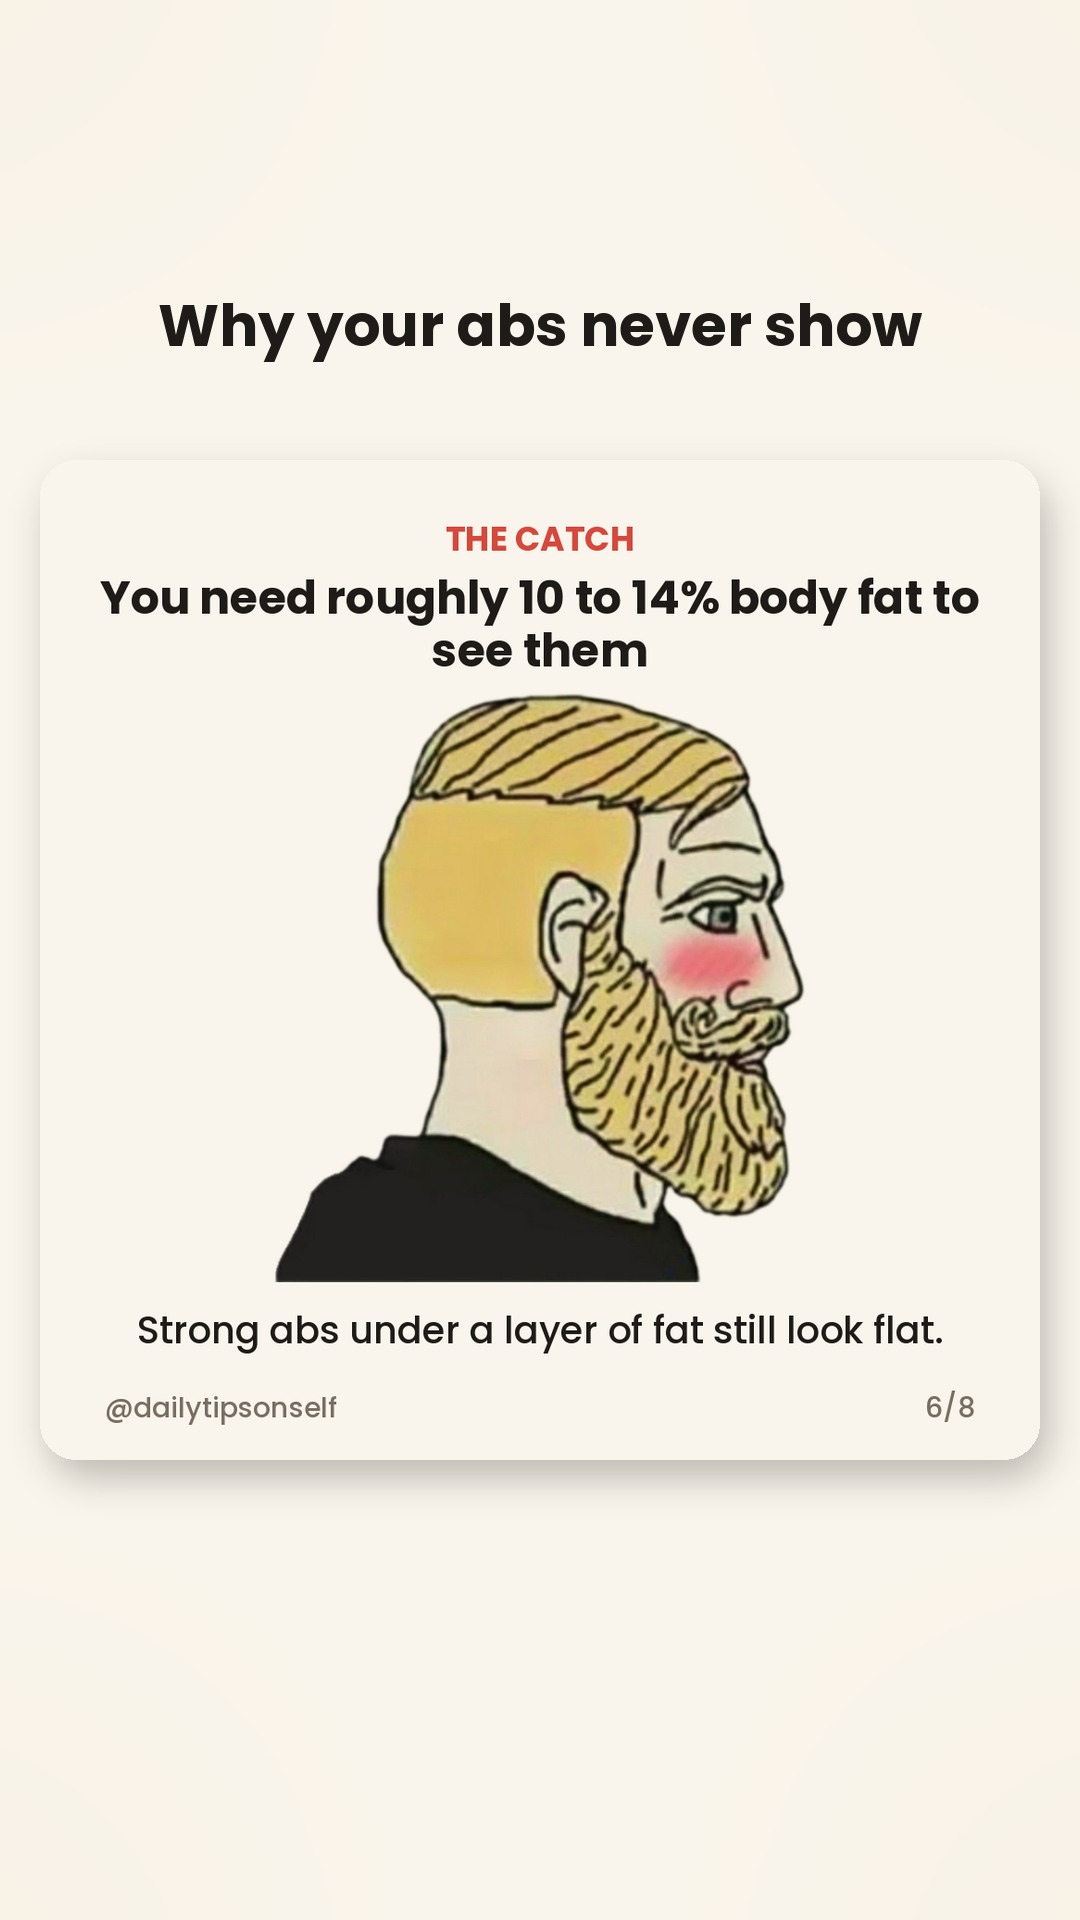 Why your abs never show
THE CATCH
You need roughly 10 to 14% body fat to
see them
Strong abs under a layer of fat still look flat.
@dailytipsonself
6/8